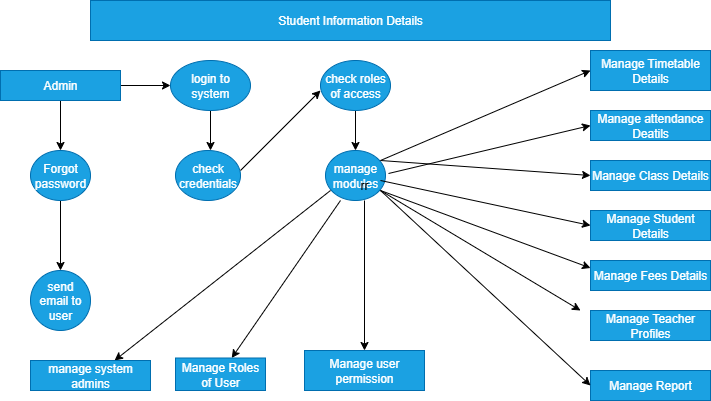 Student Information Details
Admin
login to
system
check roles
of access
Manage Timetable
Details
Manage attendance
Deatils
Forgot
password
check
credentials
manage
modules
Manage Class Details
Manage Student
Details
Manage Fees Details
send
email to
user
Manage Teacher
Profiles
manage system
admins
Manage Roles
of User
Manage user
permission
Manage Report